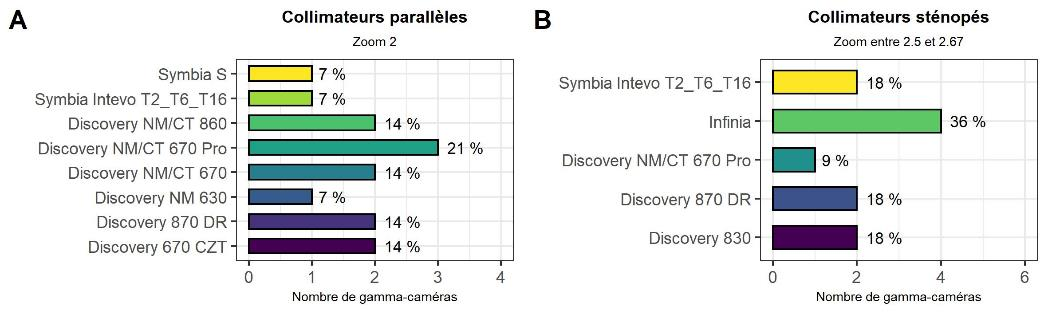 A
Collimateurs parallèles
Zoom 2
Symbia S
7 %
Symbia Intevo T2_T6_T16
7 %
Discovery NM/CT 860
14 %
Discovery NM/CT 670 Pro
21 %
Discovery NM/CT 670
14 %
Discovery NM 630
7 %
Discovery 870 DR
14 %
Discovery 670 CZT
14 %
0 1 2 3 4
Nombre de gamma-caméras
B
Collimateurs sténopés
Zoom entre 2.5 et 2.67
Symbia Intevo T2_T6_T16
18 %
Infinia
36 %
Discovery NM/CT 670 Pro
9 %
Discovery 870 DR
18 %
Discovery 830
18 %
0 2 4 6
Nombre de gamma-caméras